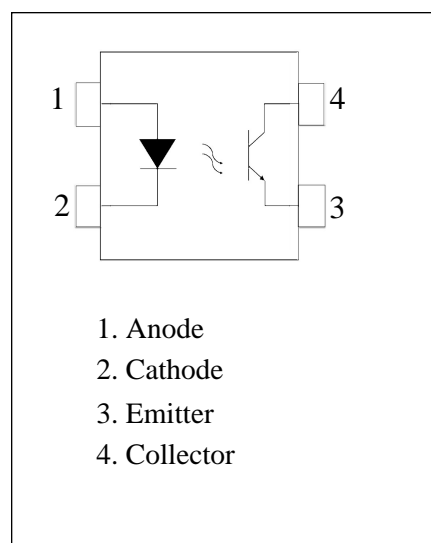 1 4
2 3
1. Anode
2. Cathode
3. Emitter
4. Collector